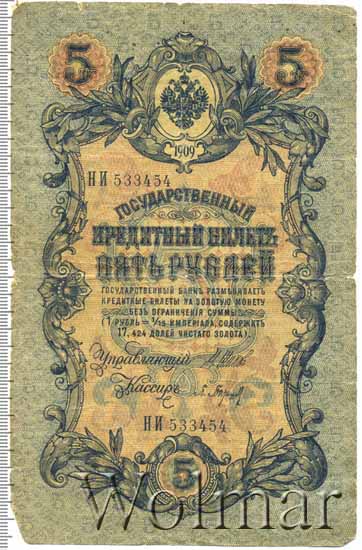 5 5
1909
НИ 533454
ГОСУДАРСТВЕННЫЙ
КРЕДИТНЫЙ БИЛЕТЪ
ПЯТЬ РУБЛЕЙ
ГОСУДАРСТВЕННЫЙ БАНКЪ РАЗМѢНИВАЕТЪ
КРЕДИТНЫЕ БИЛЕТЫ НА ЗОЛОТУЮ МОНЕТУ
БЕЗЪ ОГРАНИЧЕНІЯ СУММЫ
(1 РУБЛЬ = 1/15 ИМПЕРІАЛА, СОДЕРЖИТЪ
17,424 ДОЛЕЙ ЧИСТАГО ЗОЛОТА).
Управляющій
Кассиръ
НИ 533454
5
Wolmar